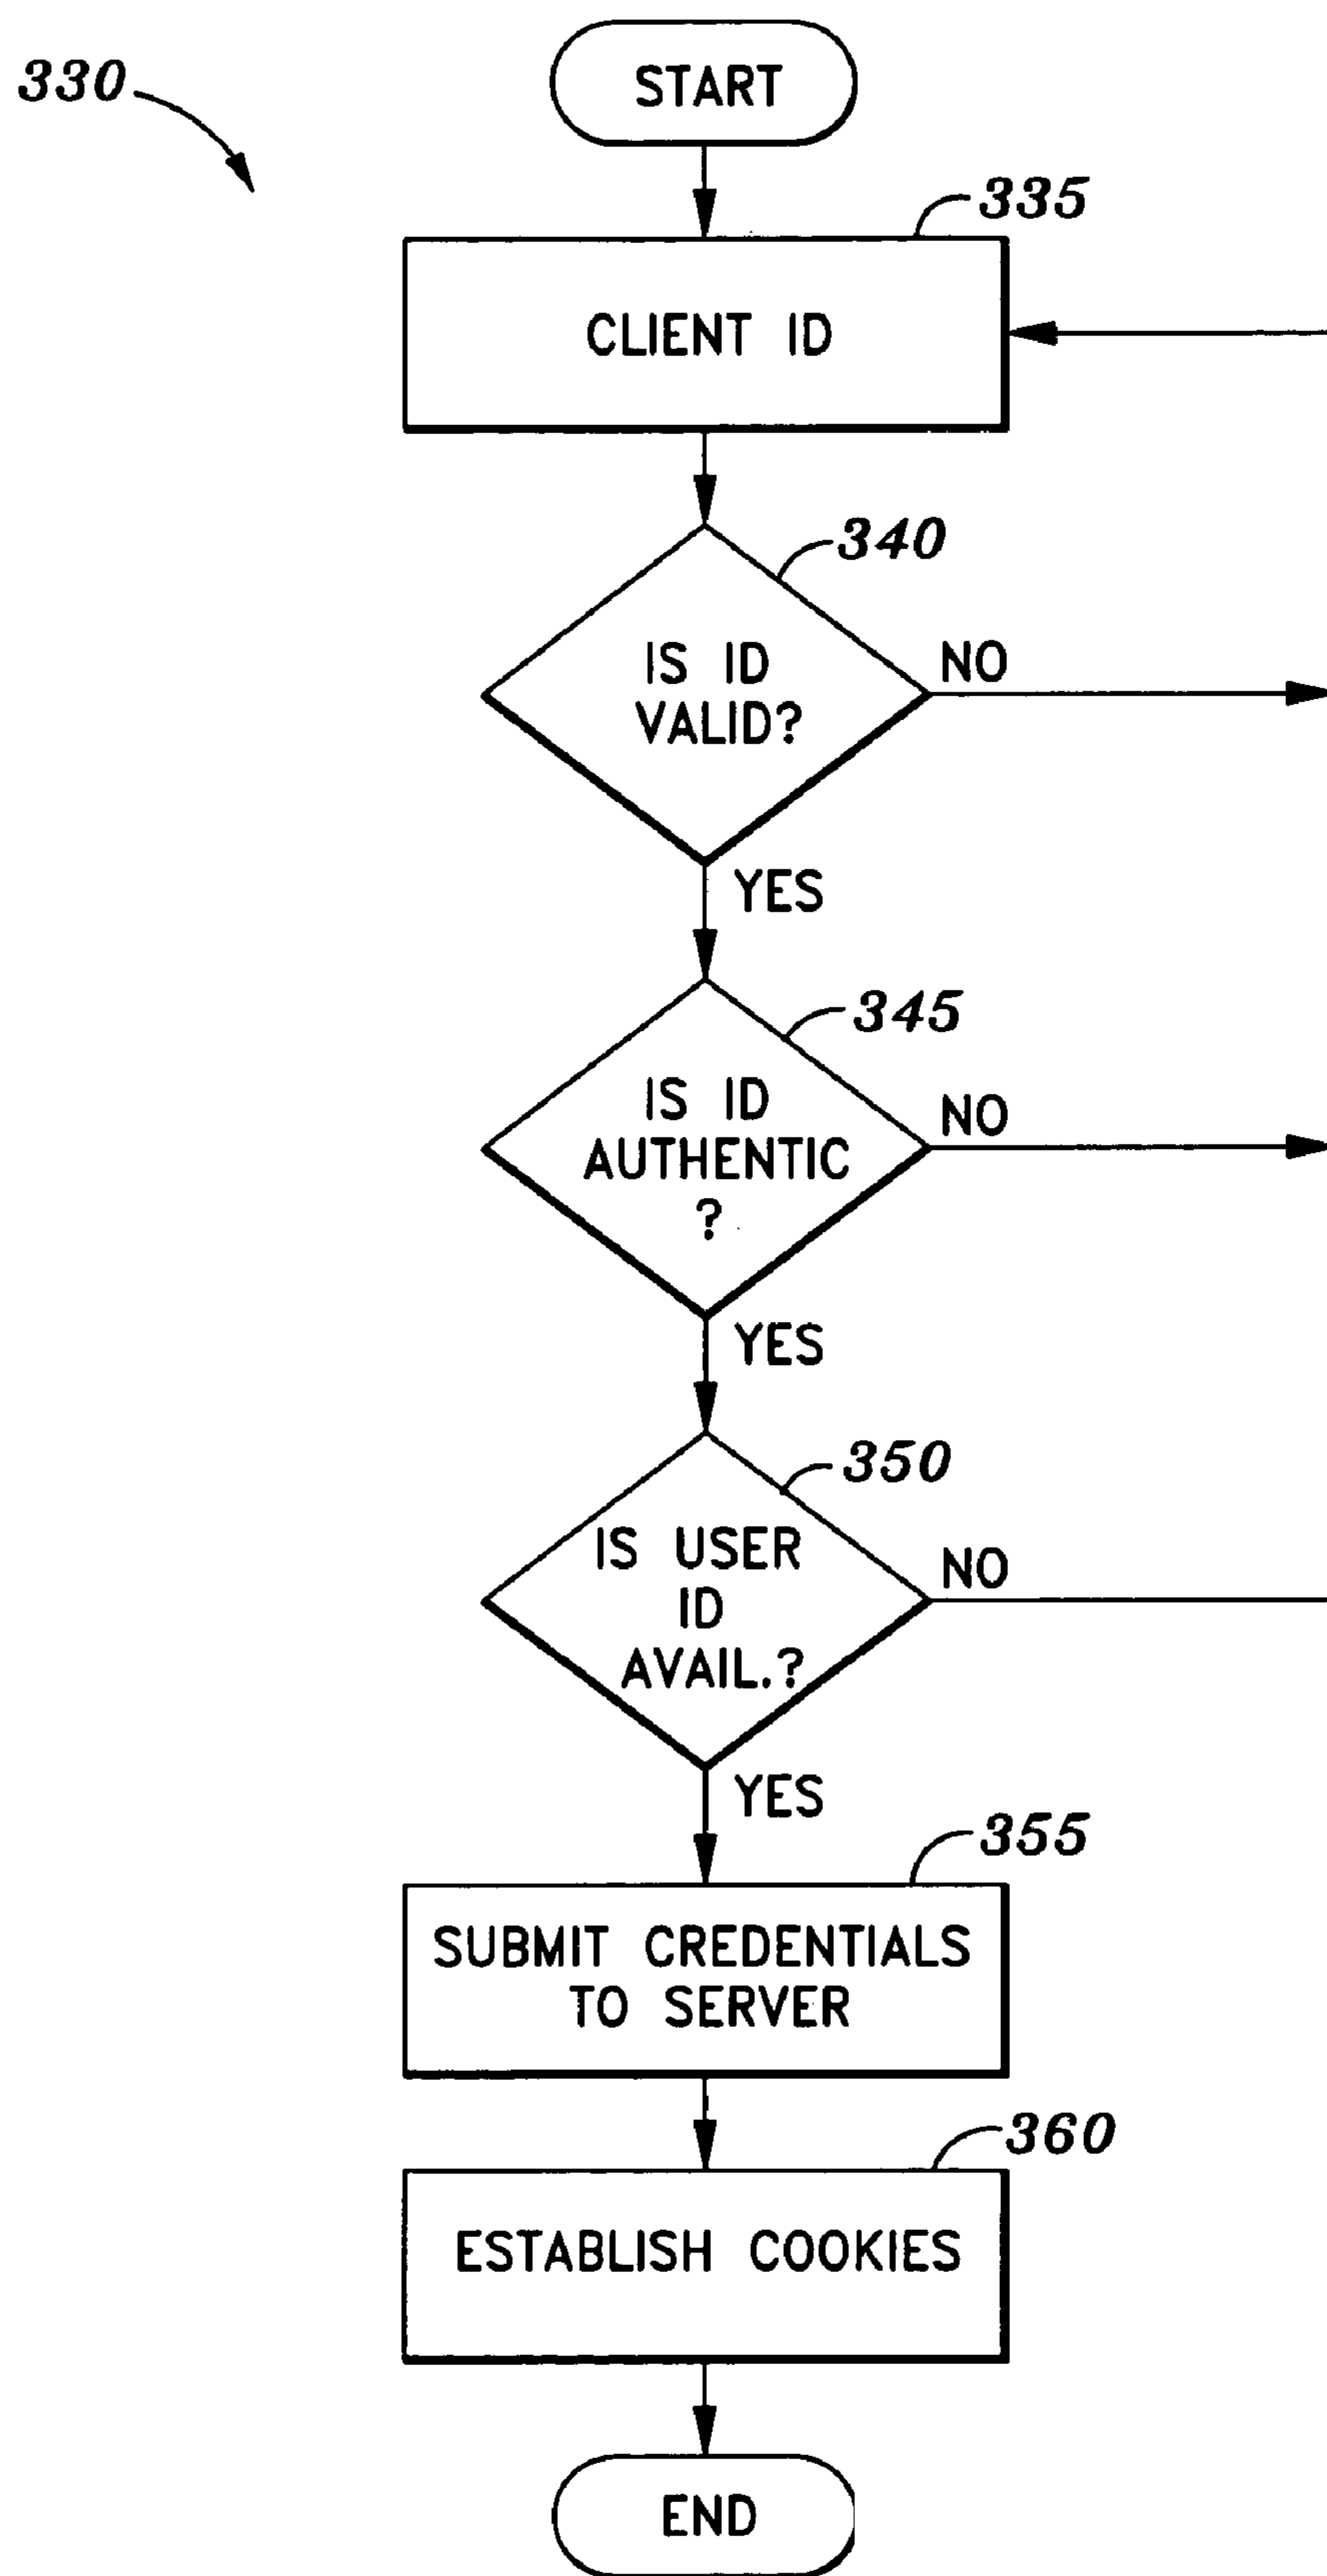 330
START
335
CLIENT ID
340
IS ID
VALID?
NO
YES
345
IS ID
AUTHENTIC
?
NO
YES
350
IS USER
ID
AVAIL.?
NO
YES
355
SUBMIT CREDENTIALS
TO SERVER
360
ESTABLISH COOKIES
END